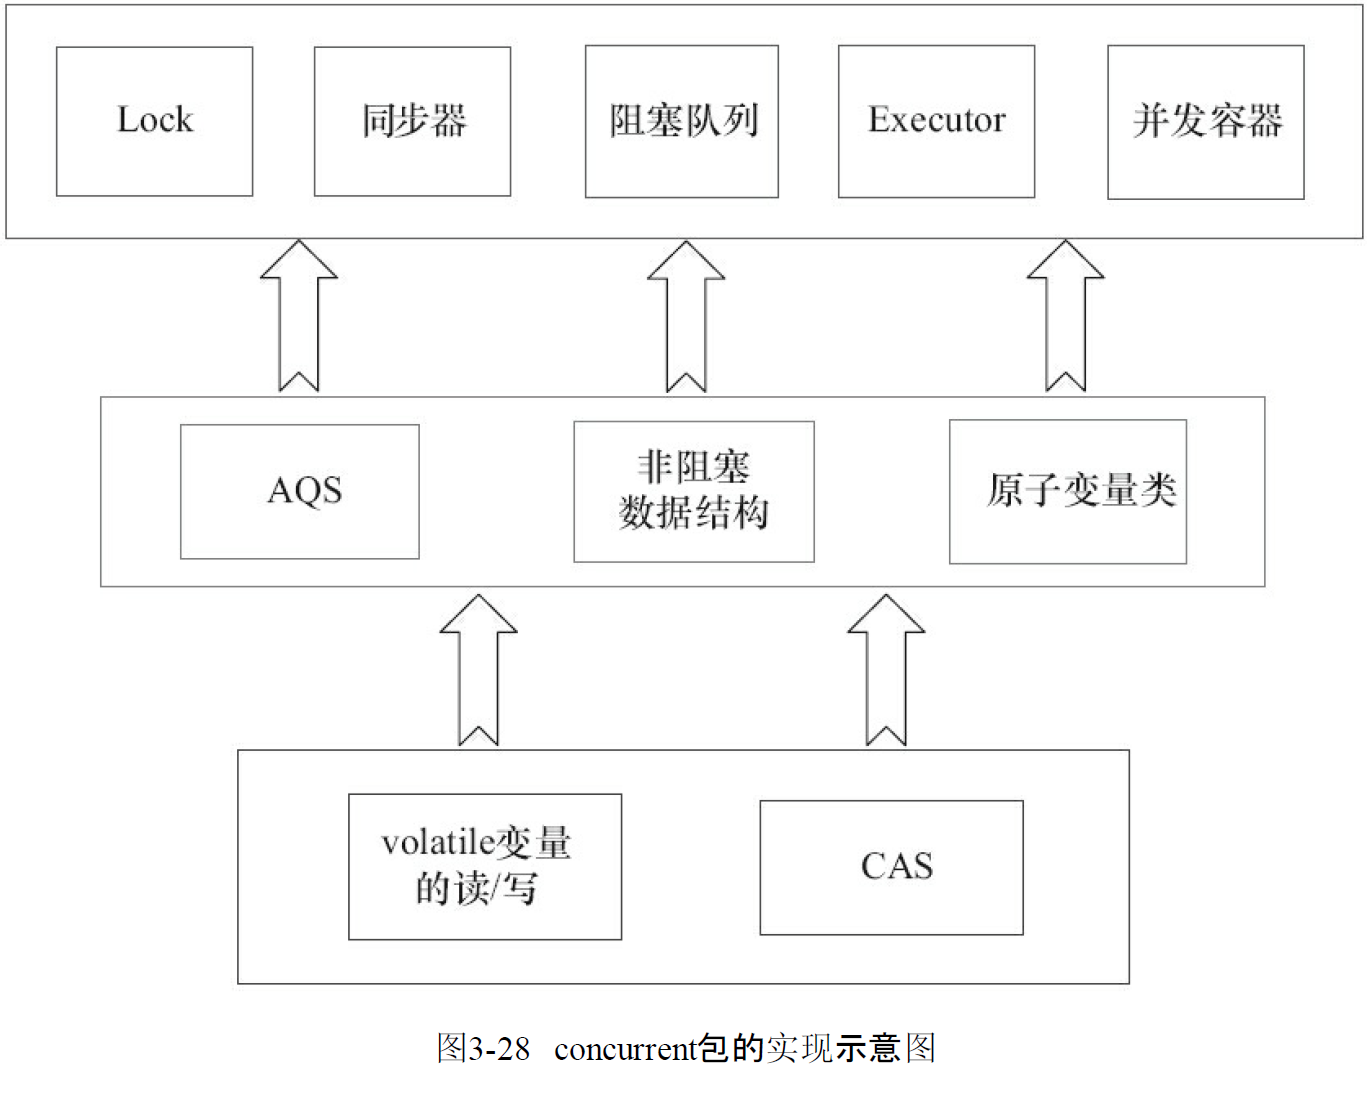 Lock
同步器
阻塞队列
Executor
并发容器
AQS
非阻塞
数据结构
原子变量类
volatile变量
的读/写
CAS
图3-28 concurrent包的实现示意图